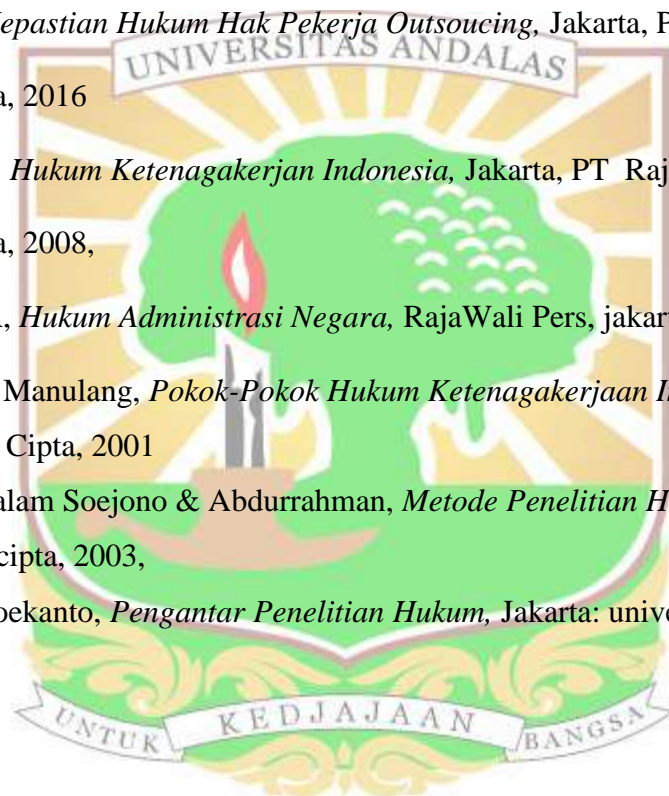 Kepastian Hukum Hak Pekerja Outsoucing, Jakarta, P
UNIVERSITAS ANDALAS
a, 2016
Hukum Ketenagakerjan Indonesia, Jakarta, PT Raj
a, 2008,
Hukum Administrasi Negara, RajaWali Pers, jakar
Manulang, Pokok-Pokok Hukum Ketenagakerjaan I
Cipta, 2001
alam Soejono & Abdurrahman, Metode Penelitian H
cipta, 2003,
oekanto, Pengantar Penelitian Hukum, Jakarta: unive
UNTUK KEDJAJAAN BANGSA